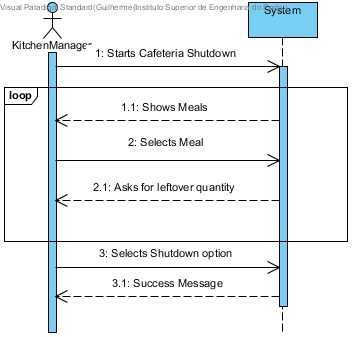 Visual Paradigm Standard(Guilherme(Instituto Superior de Engenharia do
System
KitchenManager
1: Starts Cafeteria Shutdown
loop
1.1: Shows Meals
2: Selects Meal
2.1: Asks for leftover quantity
3: Selects Shutdown option
3.1: Success Message